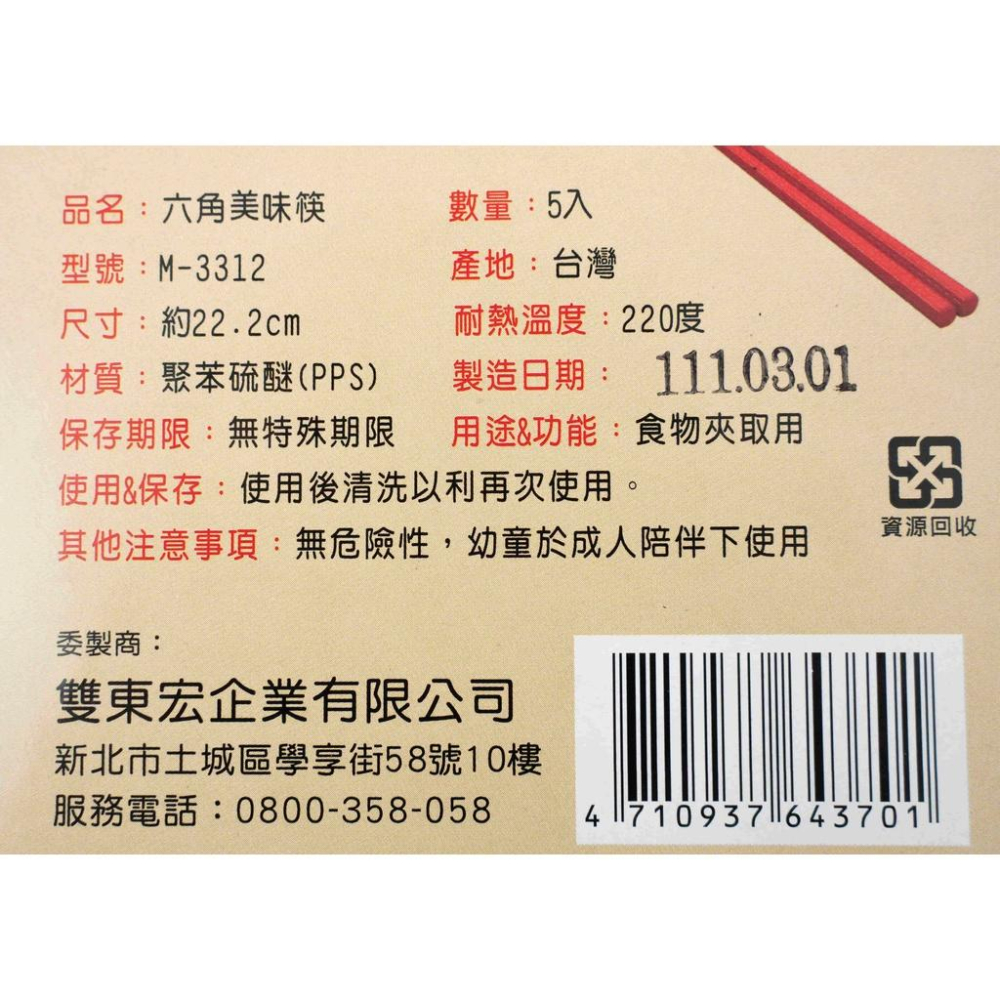 品名：六角美味筷
數量：5入
型號：M-3312
產地：台灣
尺寸：約22.2cm
耐熱溫度：220度
材質：聚苯硫醚(PPS)
製造日期：111.03.01
保存期限：無特殊期限
用途&功能：食物夾取用
使用&保存：使用後清洗以利再次使用。
其他注意事項：無危險性，幼童於成人陪伴下使用
資源回收
委製商：
雙東宏企業有限公司
新北市土城區學享街58號10樓
服務電話：0800-358-058
4 710937 643701